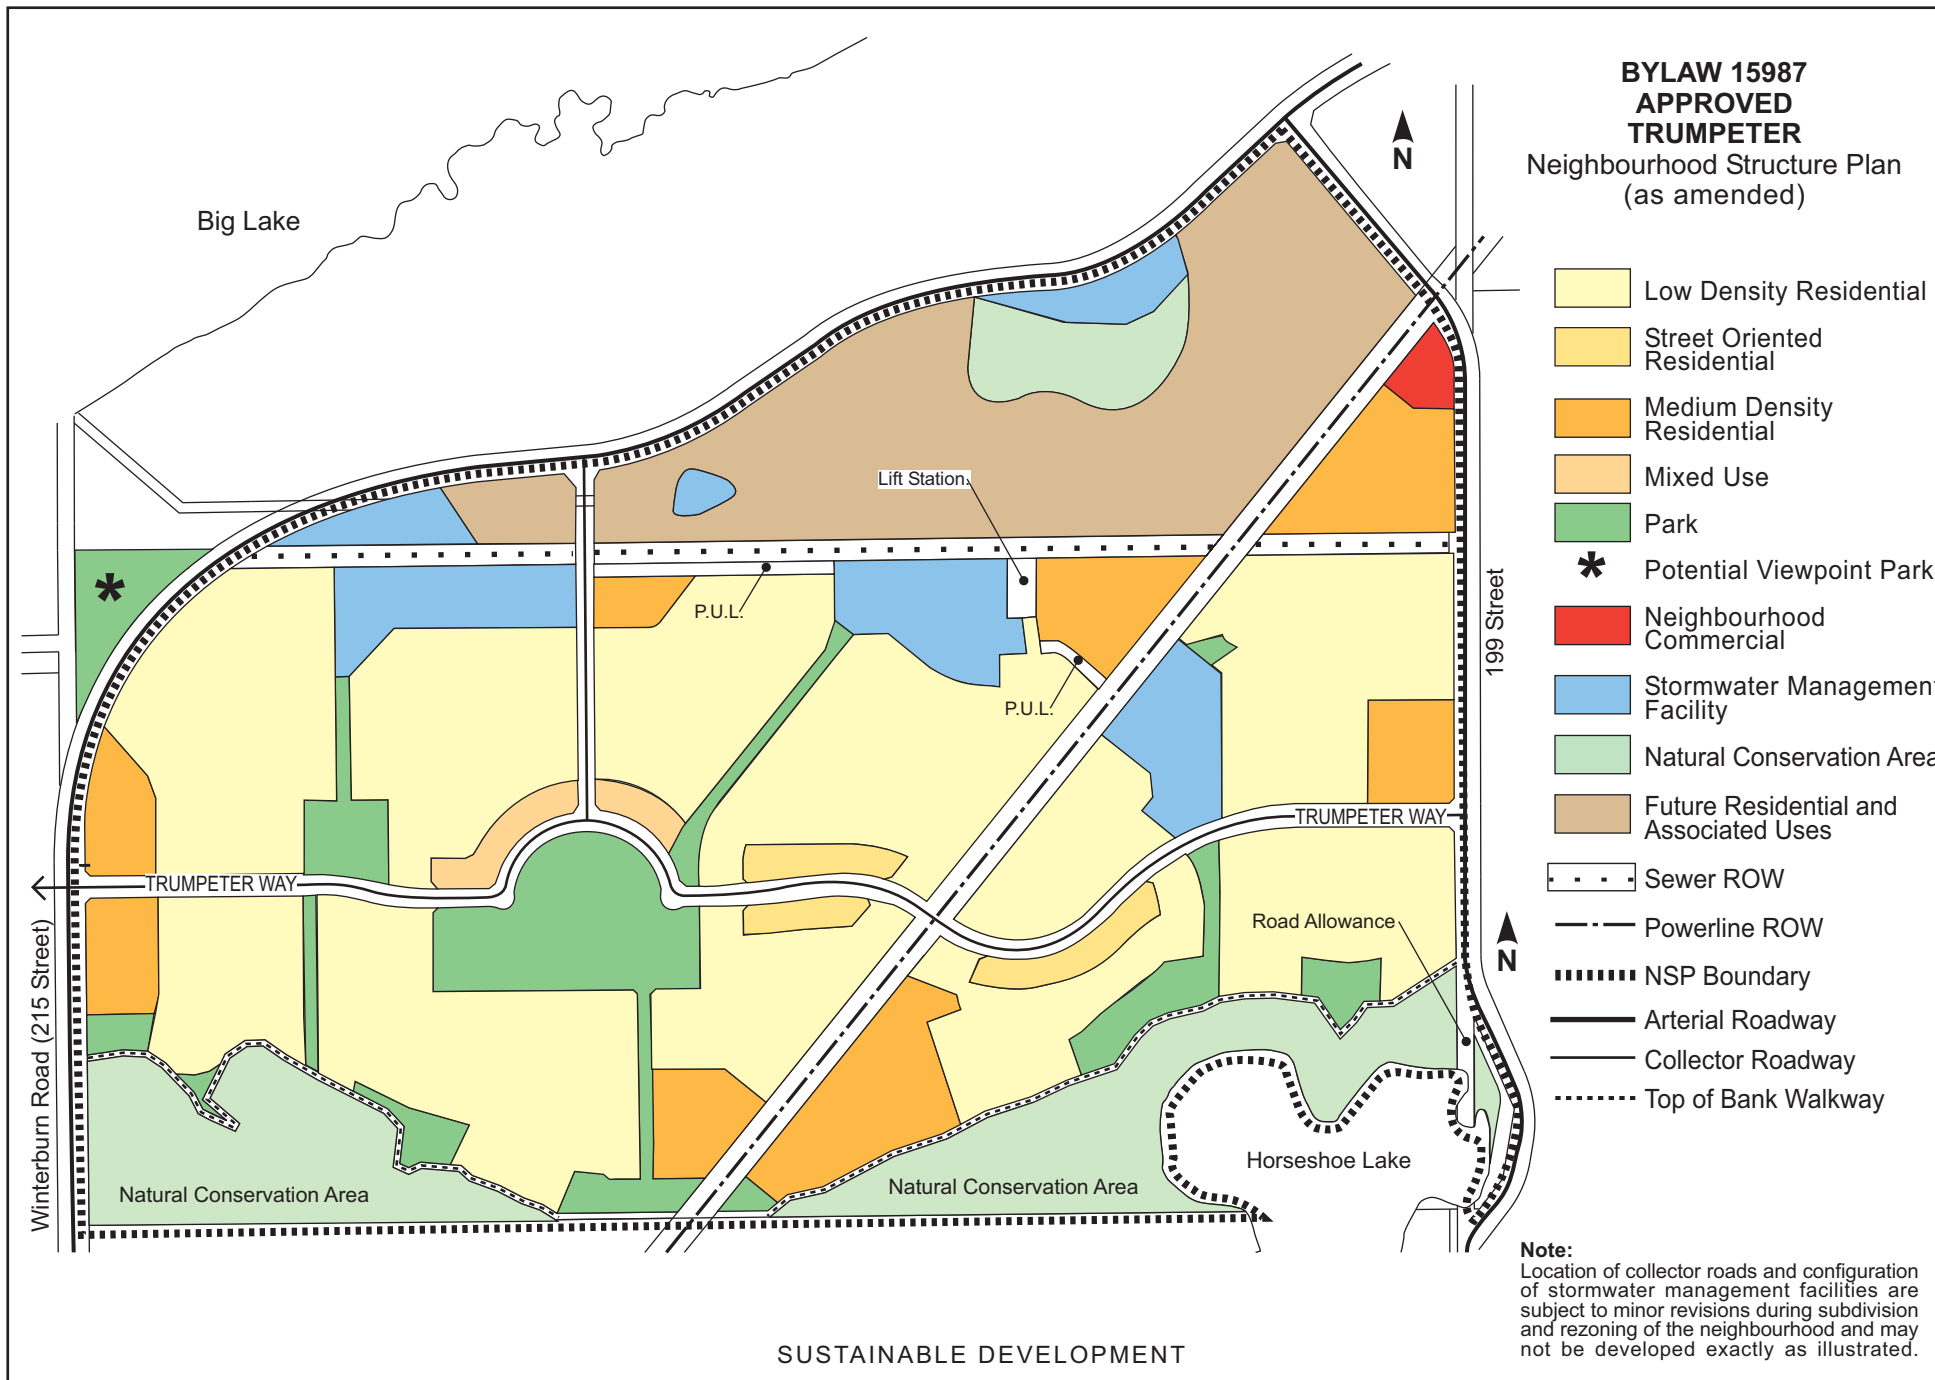 BYLAW 15987
APPROVED
TRUMPETER
Neighbourhood Structure Plan
(as amended)
N
Big Lake
Low Density Residential
Street Oriented
Residential
Medium Density
Residential
Mixed Use
Park
* Potential Viewpoint Park
Neighbourhood
Commercial
Stormwater Management
Facility
Natural Conservation Area
Future Residential and
Associated Uses
Sewer ROW
Powerline ROW
NSP Boundary
Arterial Roadway
Collector Roadway
Top of Bank Walkway
Lift Station
*
P.U.L.
P.U.L.
199 Street
TRUMPETER WAY
TRUMPETER WAY
Road Allowance
N
Winterburn Road (215 Street)
Horseshoe Lake
Natural Conservation Area
Natural Conservation Area
Note:
Location of collector roads and configuration
of stormwater management facilities are
subject to minor revisions during subdivision
and rezoning of the neighbourhood and may
not be developed exactly as illustrated.
SUSTAINABLE DEVELOPMENT